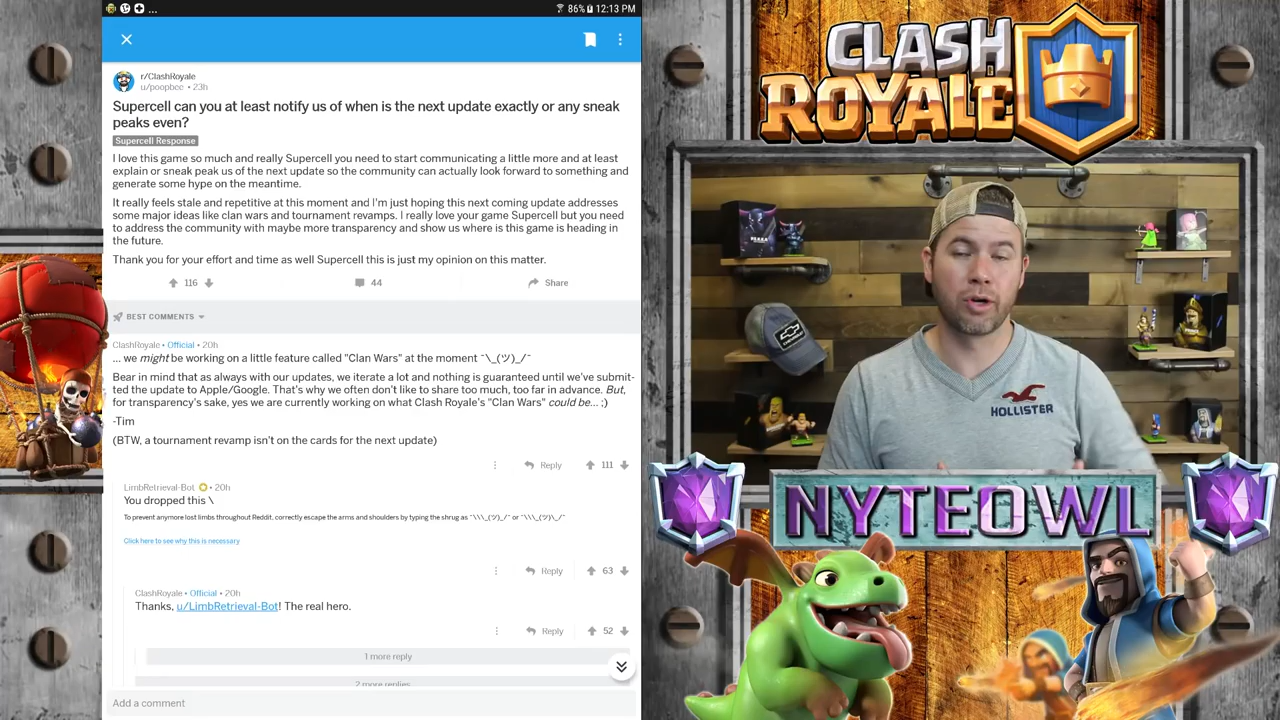 ... 86% 12:13 PM
r/ClashRoyale
u/poopbee • 23h
Supercell can you at least notify us of when is the next update exactly or any sneak
peaks even?
Supercell Response
I love this game so much and really Supercell you need to start communicating a little more and at least
explain or sneak peak us of the next update so the community can actually look forward to something and
generate some hype on the meantime.
It really feels stale and repetitive at this moment and I'm just hoping this next coming update addresses
some major ideas like clan wars and tournament revamps. I really love your game Supercell but you need
to address the community with maybe more transparency and show us where is this game is heading in
the future.
Thank you for your effort and time as well Supercell this is just my opinion on this matter.
116 44 Share
BEST COMMENTS
ClashRoyale • Official • 20h
... we might be working on a little feature called "Clan Wars" at the moment ¯\_(ツ)_/¯
Bear in mind that as always with our updates, we iterate a lot and nothing is guaranteed until we've submit-
ted the update to Apple/Google. That's why we often don't like to share too much, too far in advance. But,
for transparency's sake, yes we are currently working on what Clash Royale's "Clan Wars" could be... ;)
-Tim
(BTW, a tournament revamp isn't on the cards for the next update)
Reply 111
LimbRetrieval-Bot • 20h
You dropped this \
To prevent anymore lost limbs throughout Reddit, correctly escape the arms and shoulders by typing the shrug as ¯\\\_(ツ)_/¯ or ¯\\\_(ツ)\_/¯
Click here to see why this is necessary
Reply 63
ClashRoyale • Official • 20h
Thanks, u/LimbRetrieval-Bot! The real hero.
Reply 52
1 more reply
2 more replies
Add a comment
CLASH
ROYALE
HOLLISTER
NYTEOWL